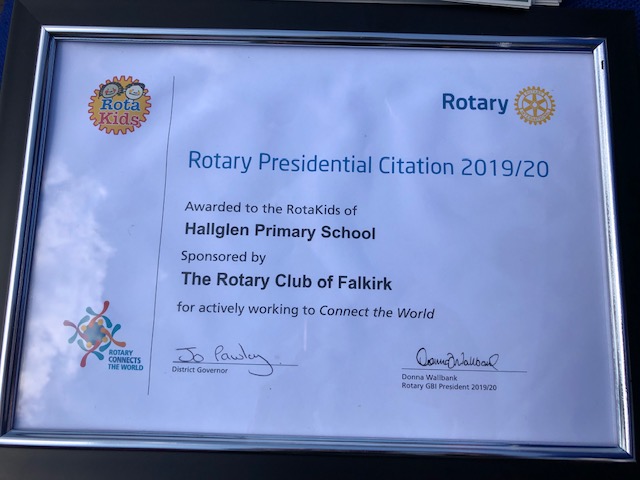 Rota
Kids
Rotary
Rotary Presidential Citation 2019/20
Awarded to the RotaKids of
Hallglen Primary School
Sponsored by
The Rotary Club of Falkirk
for actively working to Connect the World
ROTARY
CONNECTS
THE WORLD
Jo Pawley
District Governor
Donna Wallbank
Donna Wallbank
Rotary GBI President 2019/20